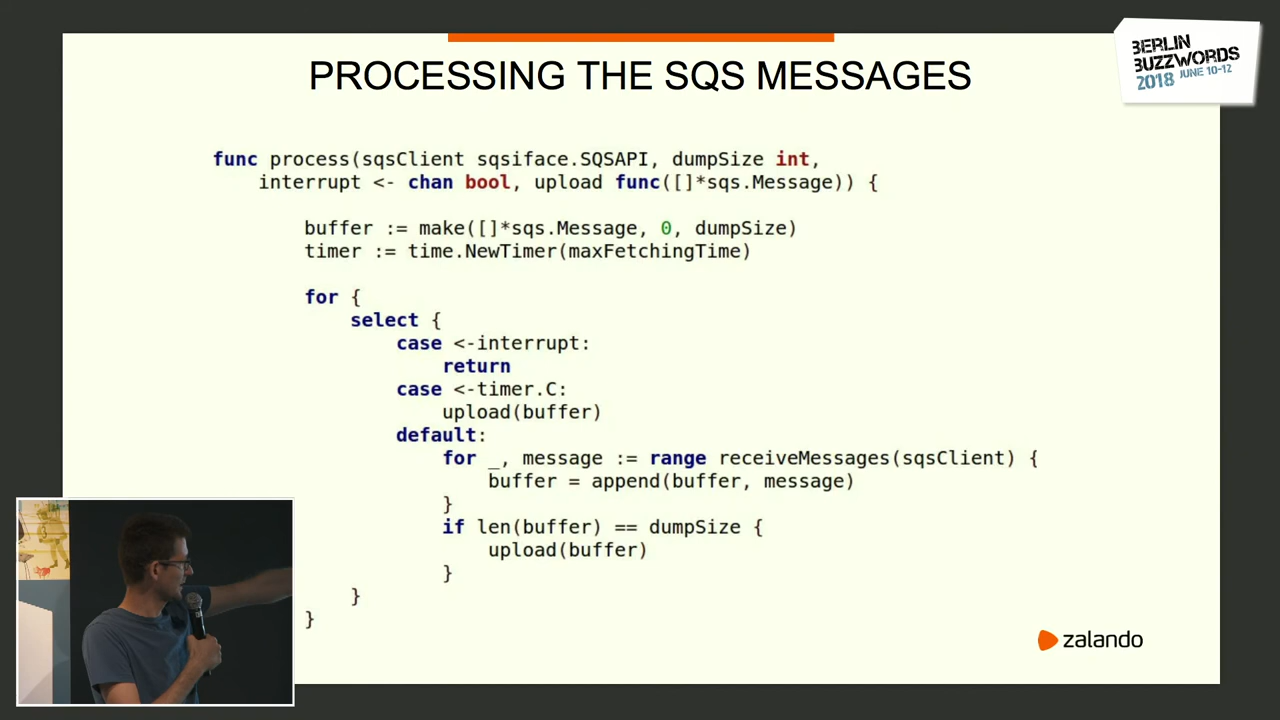 PROCESSING THE SQS MESSAGES
BERLIN
BUZZWORDS
2018 JUNE 10-12
func process(sqsClient sqsiface.SQSAPI, dumpSize int,
    interrupt <- chan bool, upload func([]*sqs.Message)) {
        buffer := make([]*sqs.Message, 0, dumpSize)
        timer := time.NewTimer(maxFetchingTime)
        for {
            select {
                case <-interrupt:
                    return
                case <-timer.C:
                    upload(buffer)
                default:
                    for _, message := range receiveMessages(sqsClient) {
                        buffer = append(buffer, message)
                    }
                    if len(buffer) == dumpSize {
                        upload(buffer)
                    }
            }
        }
zalando